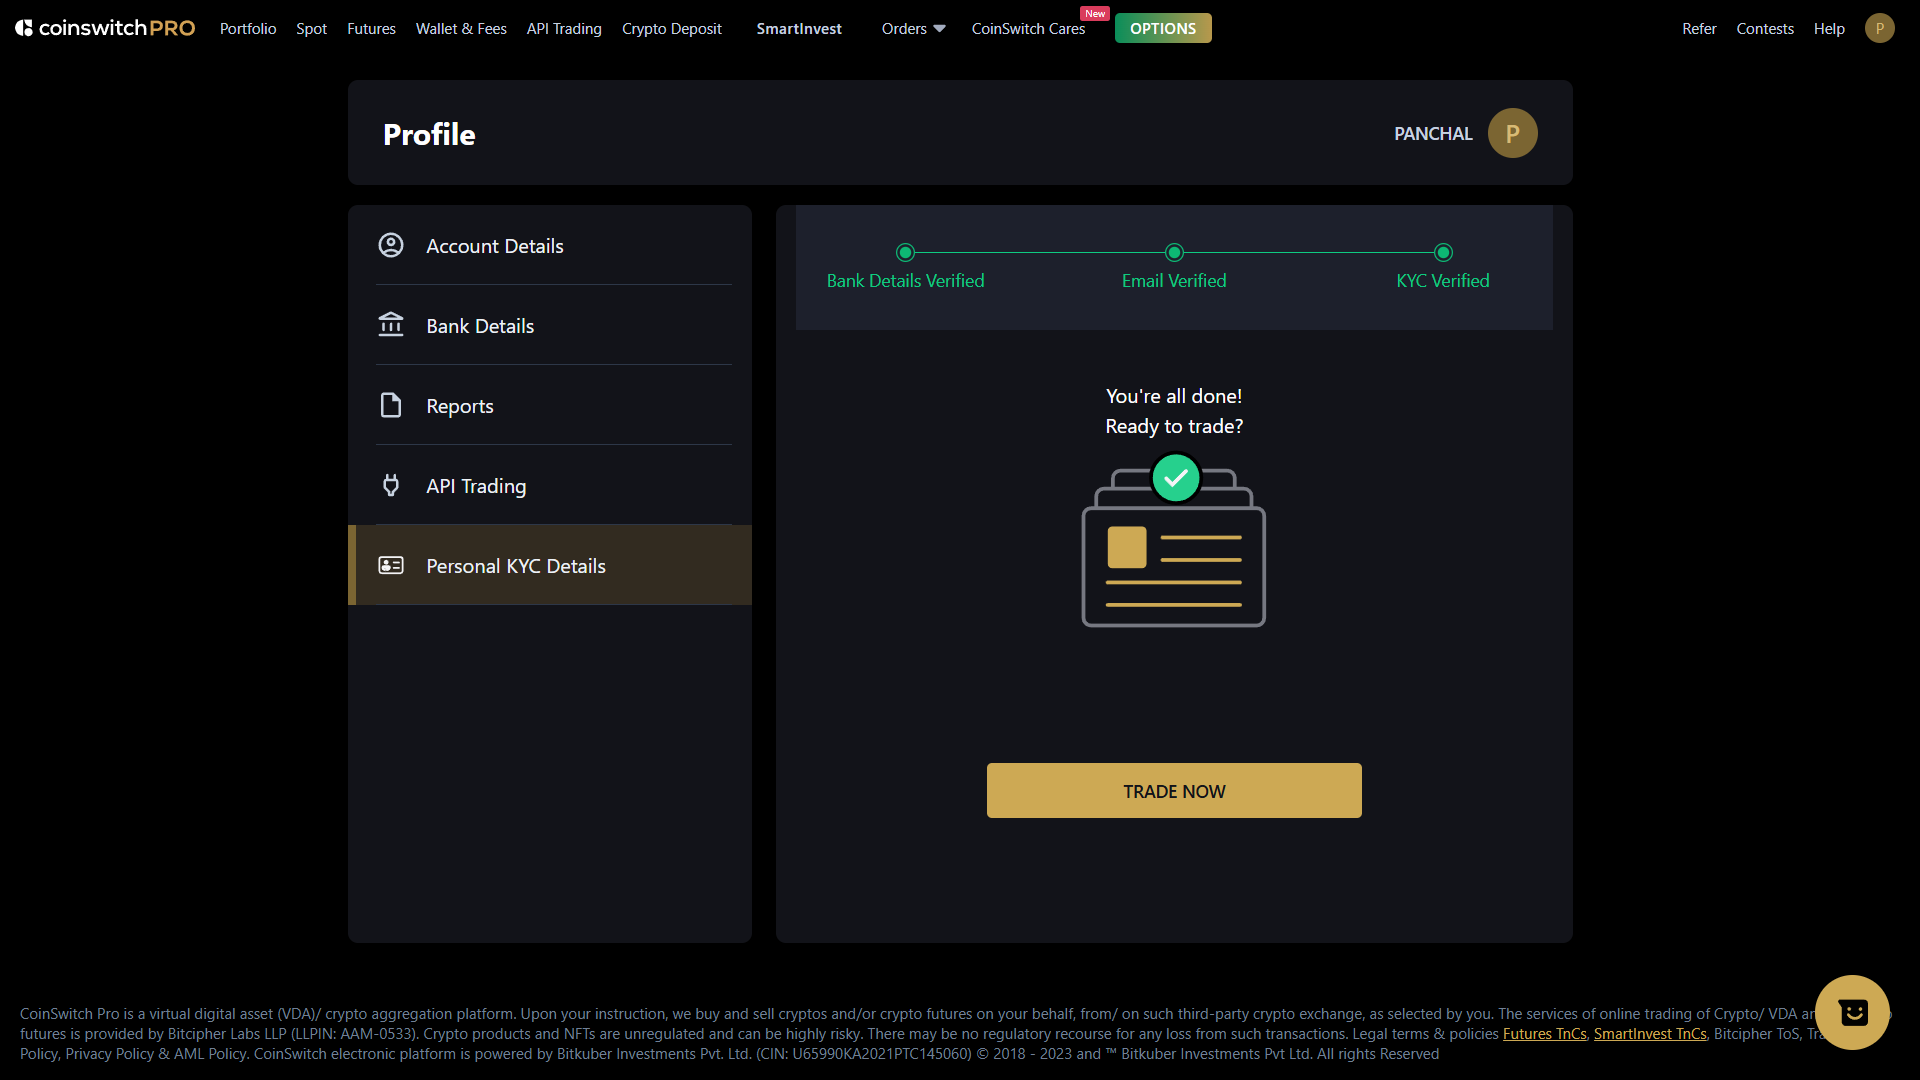 coinswitchPRO Portfolio Spot Futures Wallet & Fees API Trading Crypto Deposit SmartInvest Orders CoinSwitch Cares New OPTIONS Refer Contests Help P
Profile PANCHAL P
Account Details
Bank Details
Reports
API Trading
Personal KYC Details
Bank Details Verified Email Verified KYC Verified
You're all done!
Ready to trade?
TRADE NOW
CoinSwitch Pro is a virtual digital asset (VDA)/ crypto aggregation platform. Upon your instruction, we buy and sell cryptos and/or crypto futures on your behalf, from/ on such third-party crypto exchange, as selected by you. The services of online trading of Crypto/ VDA
futures is provided by Bitcipher Labs LLP (LLPIN: AAM-0533). Crypto products and NFTs are unregulated and can be highly risky. There may be no regulatory recourse for any loss from such transactions. Legal terms & policies Futures TnCs, SmartInvest TnCs, Bitcipher ToS,
Policy, Privacy Policy & AML Policy. CoinSwitch electronic platform is powered by Bitkuber Investments Pvt. Ltd. (CIN: U65990KA2021PTC145060) © 2018 - 2023 and ™ Bitkuber Investments Pvt Ltd. All rights Reserved